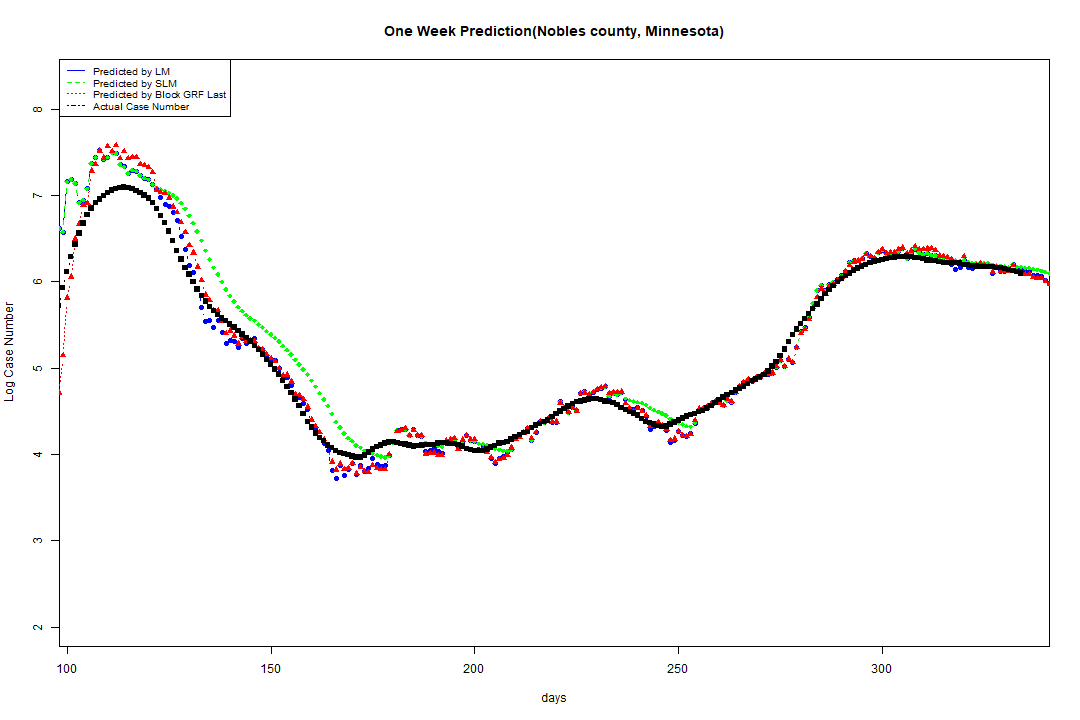 One Week Prediction(Nobles county, Minnesota)
Predicted by LM
Predicted by SLM
Predicted by Block GRF Last
Actual Case Number
8
7
6
5
4
3
2
Log Case Number
100 150 200 250 300
days